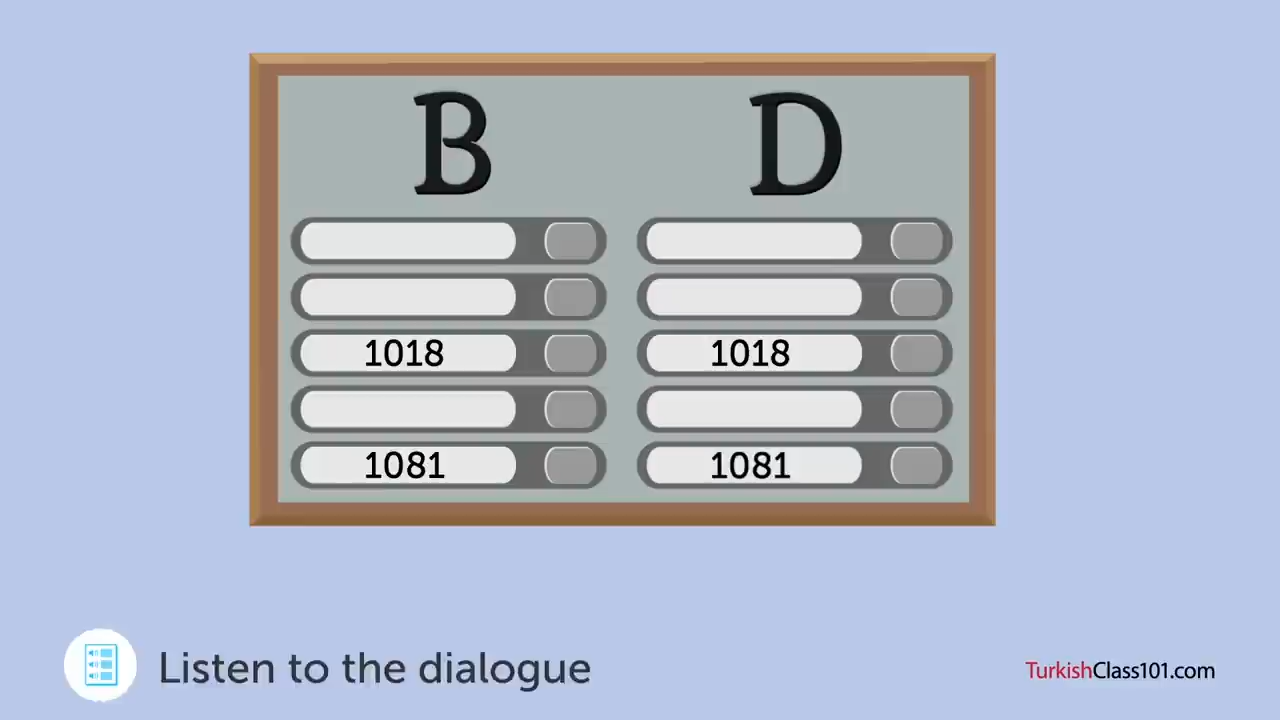 B D
1018 1018
1081 1081
Listen to the dialogue
TurkishClass101.com